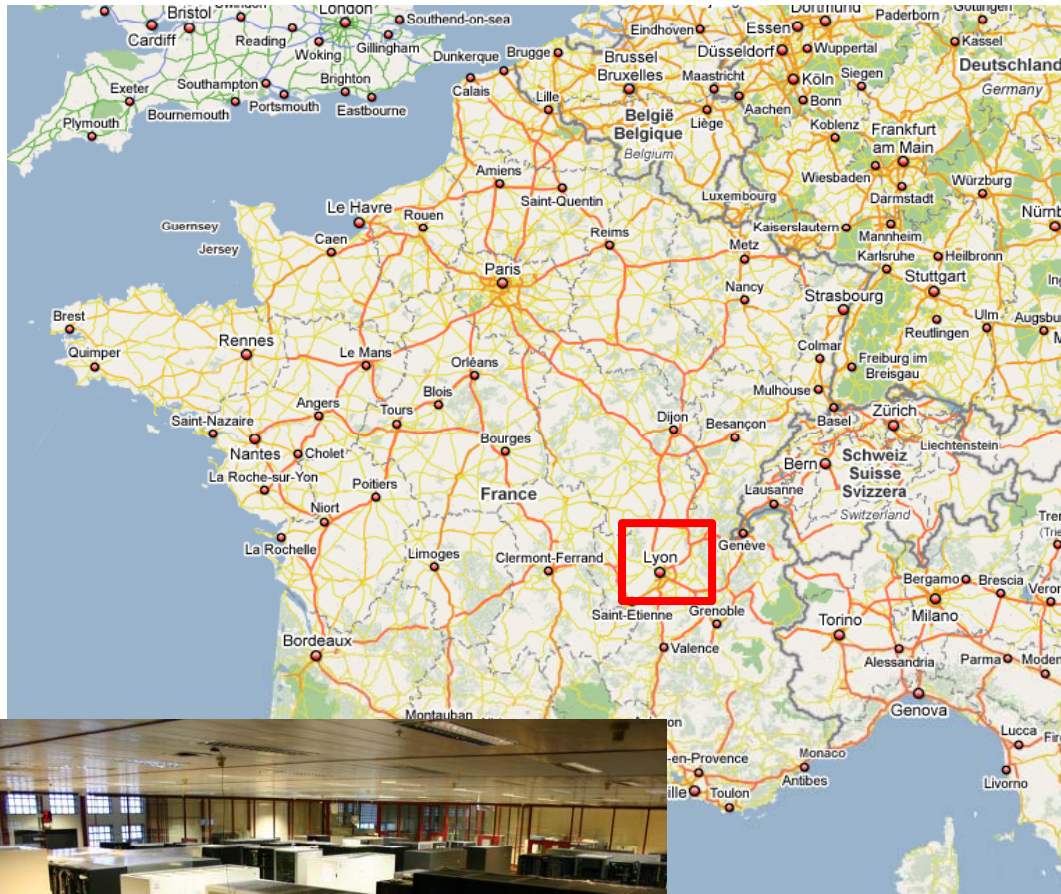 Bristol
Swindon
London
Southend-on-sea
Cardiff
Reading
Gillingham
Woking
Eindhoven
Dortmund
Paderborn
Göttingen
Essen
Kassel
Dunkerque
Brugge
Brussel
Bruxelles
Düsseldorf
Wuppertal
Deutschland
Germany
Exeter
Southampton
Brighton
Calais
Lille
Maastricht
Köln
Siegen
Bournemouth
Portsmouth
Eastbourne
Aachen
Bonn
Plymouth
België
Belgique
Belgium
Liège
Koblenz
Frankfurt
am Main
Amiens
Saint-Quentin
Wiesbaden
Würzburg
Luxembourg
Darmstadt
Le Havre
Rouen
Guernsey
Jersey
Caen
Reims
Kaiserslautern
Mannheim
Metz
Karlsruhe
Heilbronn
Paris
Stuttgart
Nancy
Strasbourg
Brest
Reutlingen
Ulm
Rennes
Quimper
Le Mans
Orléans
Colmar
Freiburg im
Breisgau
Blois
Mulhouse
Angers
Tours
Saint-Nazaire
Dijon
Besançon
Basel
Zürich
Nantes
Cholet
Bourges
Liechtenstein
La Roche-sur-Yon
Poitiers
Bern
Schweiz
Suisse
Svizzera
Switzerland
France
Lausanne
Niort
La Rochelle
Limoges
Clermont-Ferrand
Lyon
Genève
Bergamo
Brescia
Saint-Etienne
Grenoble
Torino
Milano
Bordeaux
Valence
Alessandria
Parma
Genova
Montauban
Lucca
-en-Provence
Monaco
Antibes
Livorno
Toulon